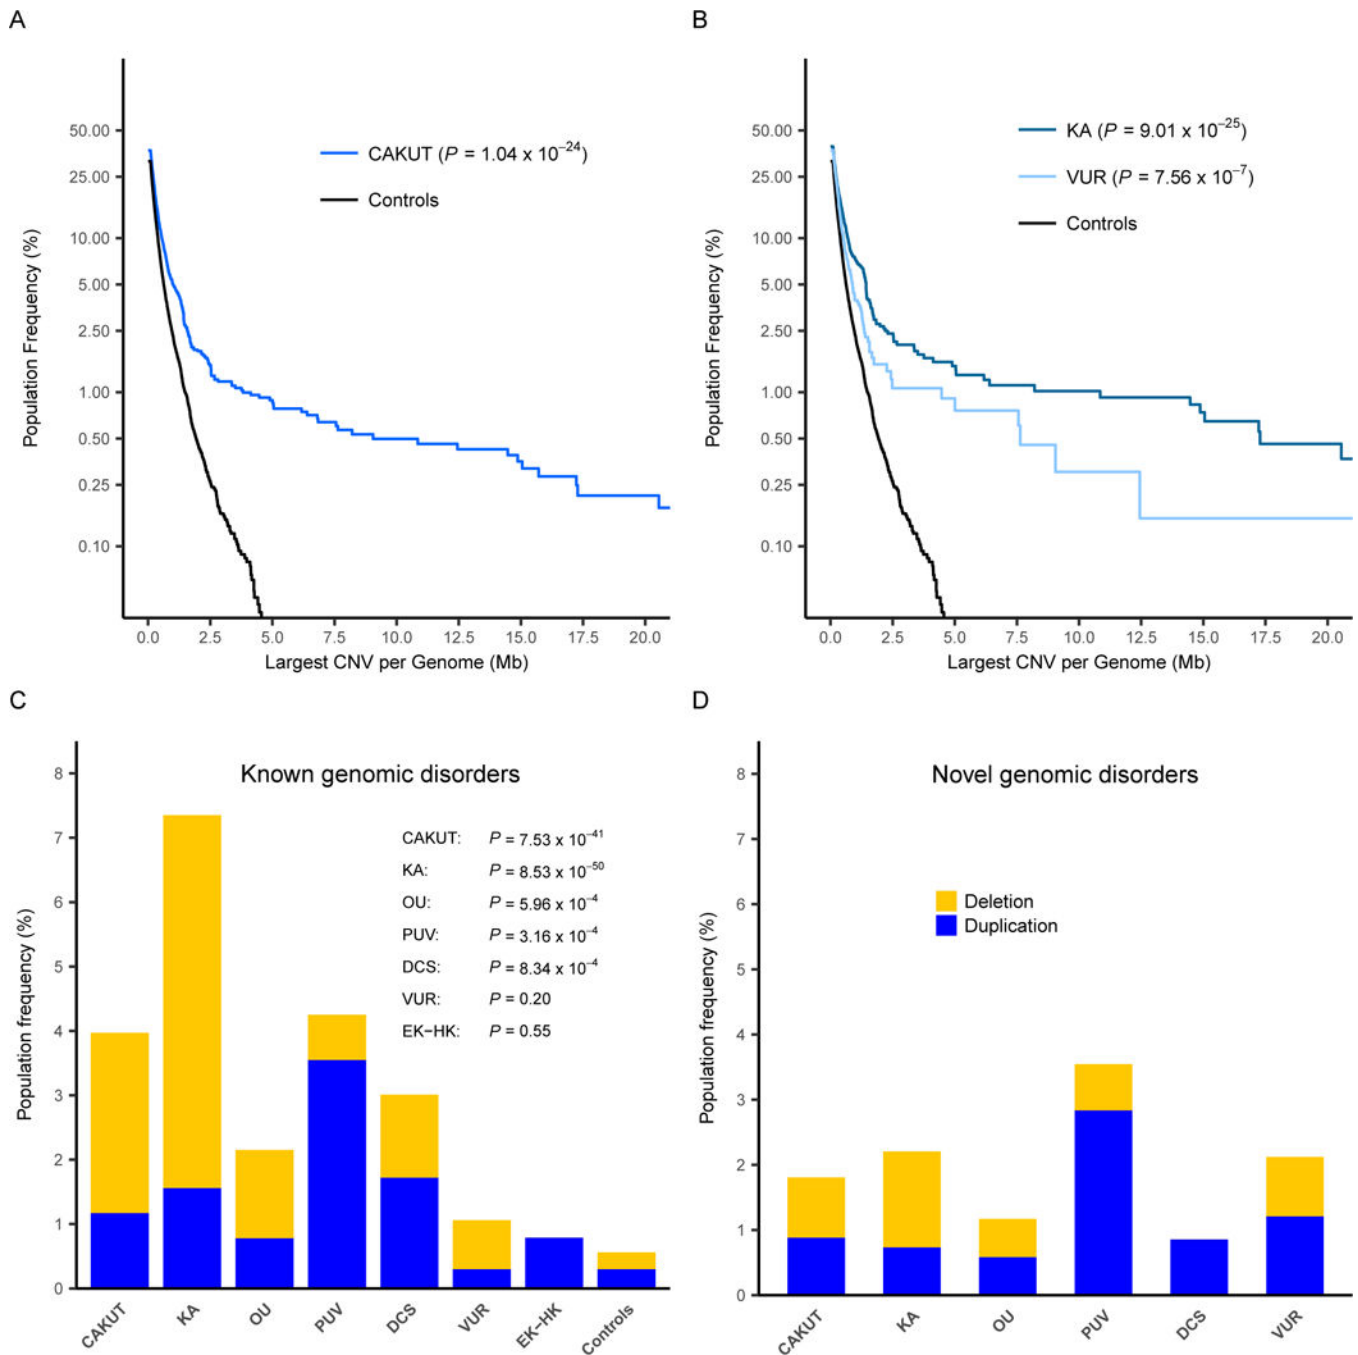 A
Population Frequency (%)
50.00
25.00
10.00
5.00
2.50
1.00
0.50
0.25
0.10
CAKUT (P = 1.04 x 10⁻²⁴)
Controls
0.0 2.5 5.0 7.5 10.0 12.5 15.0 17.5 20.0
Largest CNV per Genome (Mb)
B
Population Frequency (%)
50.00
25.00
10.00
5.00
2.50
1.00
0.50
0.25
0.10
KA (P = 9.01 x 10⁻²⁵)
VUR (P = 7.56 x 10⁻⁷)
Controls
0.0 2.5 5.0 7.5 10.0 12.5 15.0 17.5 20.0
Largest CNV per Genome (Mb)
C
Population frequency (%)
8
7
6
5
4
3
2
1
0
Known genomic disorders
CAKUT: P = 7.53 x 10⁻⁴¹
KA: P = 8.53 x 10⁻⁵⁰
OU: P = 5.96 x 10⁻⁴
PUV: P = 3.16 x 10⁻⁴
DCS: P = 8.34 x 10⁻⁴
VUR: P = 0.20
EK−HK: P = 0.55
CAKUT KA OU PUV DCS VUR EK−HK Controls
D
Population frequency (%)
8
7
6
5
4
3
2
1
0
Novel genomic disorders
Deletion
Duplication
CAKUT KA OU PUV DCS VUR